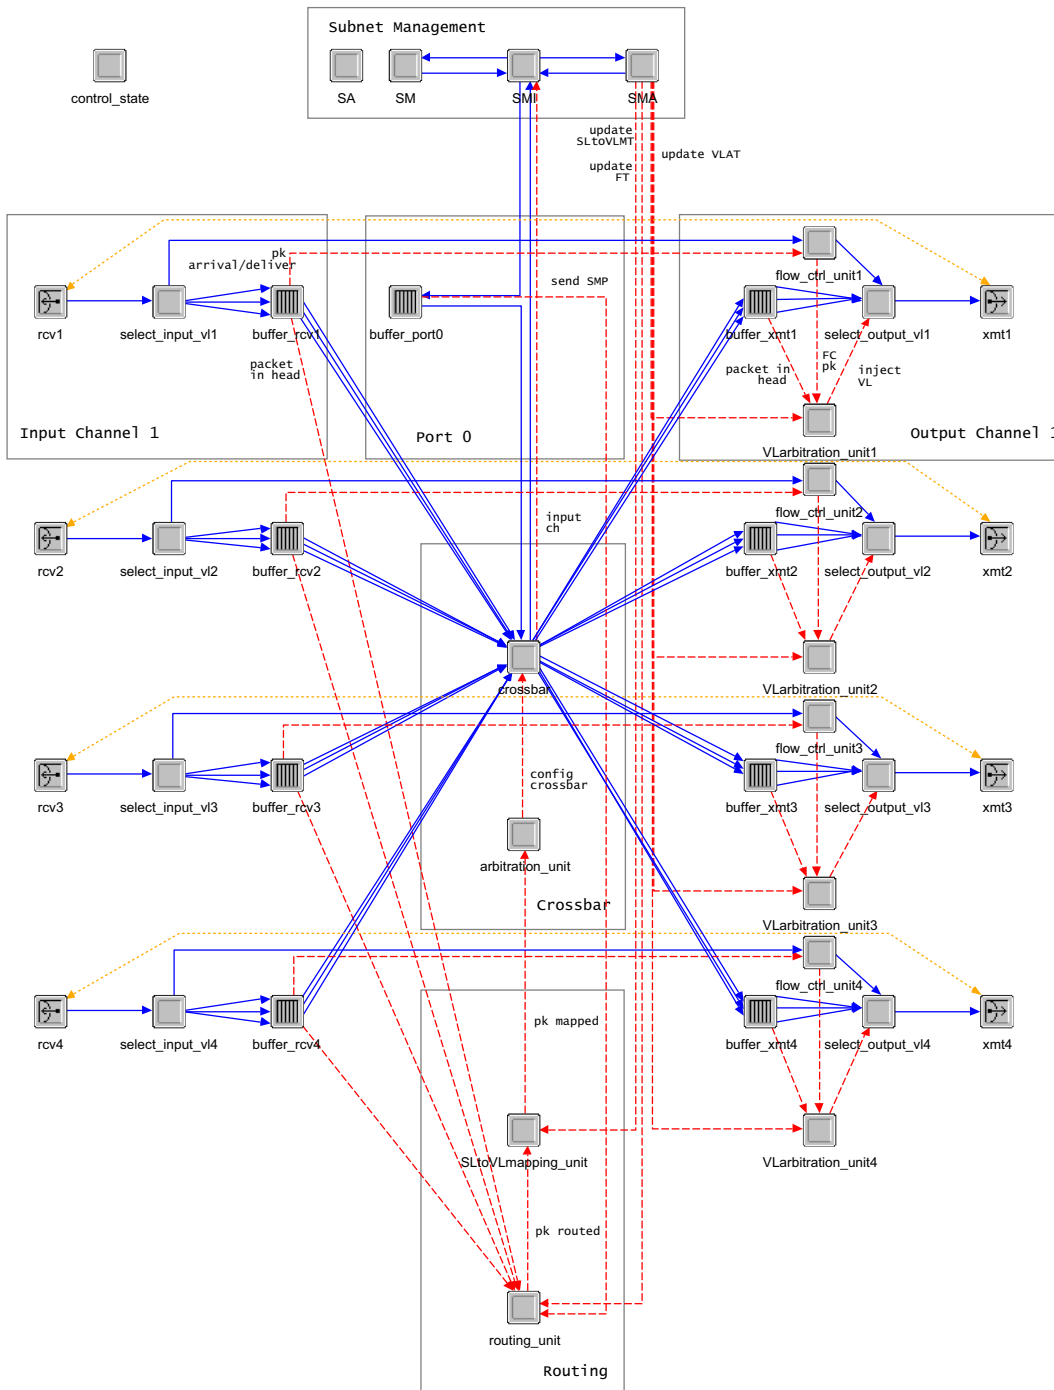 Subnet Management
control_state
SA
SM
SMI
SMA
update
SLtoVLMT
update VLAT
update
FT
pk
arrival/deliver
send SMP
flow_ctrl_unit1
rcv1
select_input_vl1
buffer_rcv1
buffer_port0
buffer_xmt1
select_output_vl1
xmt1
packet
in head
packet in
head
FC
pk
inject
VL
Input Channel 1
Port 0
Output Channel 1
VLarbitration_unit1
flow_ctrl_unit2
input
ch
rcv2
select_input_vl2
buffer_rcv2
buffer_xmt2
select_output_vl2
xmt2
crossbar
VLarbitration_unit2
flow_ctrl_unit3
config
crossbar
rcv3
select_input_vl3
buffer_rcv3
buffer_xmt3
select_output_vl3
xmt3
arbitration_unit
Crossbar
VLarbitration_unit3
flow_ctrl_unit4
pk mapped
rcv4
select_input_vl4
buffer_rcv4
buffer_xmt4
select_output_vl4
xmt4
SLtoVLmapping_unit
VLarbitration_unit4
pk routed
routing_unit
Routing